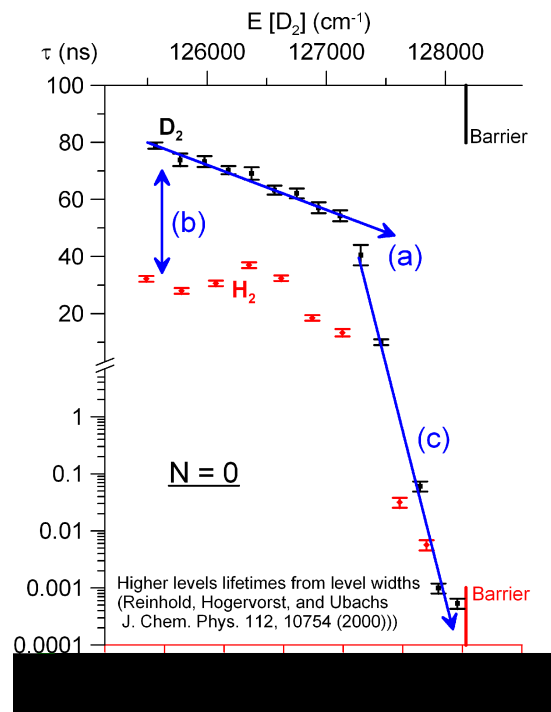 E [D₂] (cm⁻¹)
τ (ns) 126000 127000 128000
100
D₂
Barrier
80
(b)
60
(a)
40
H₂
20
1
(c)
0.1
N = 0
0.01
Higher levels lifetimes from level widths
0.001
Barrier
(Reinhold, Hogervorst, and Ubachs
J. Chem. Phys. 112, 10754 (2000)))
0.0001